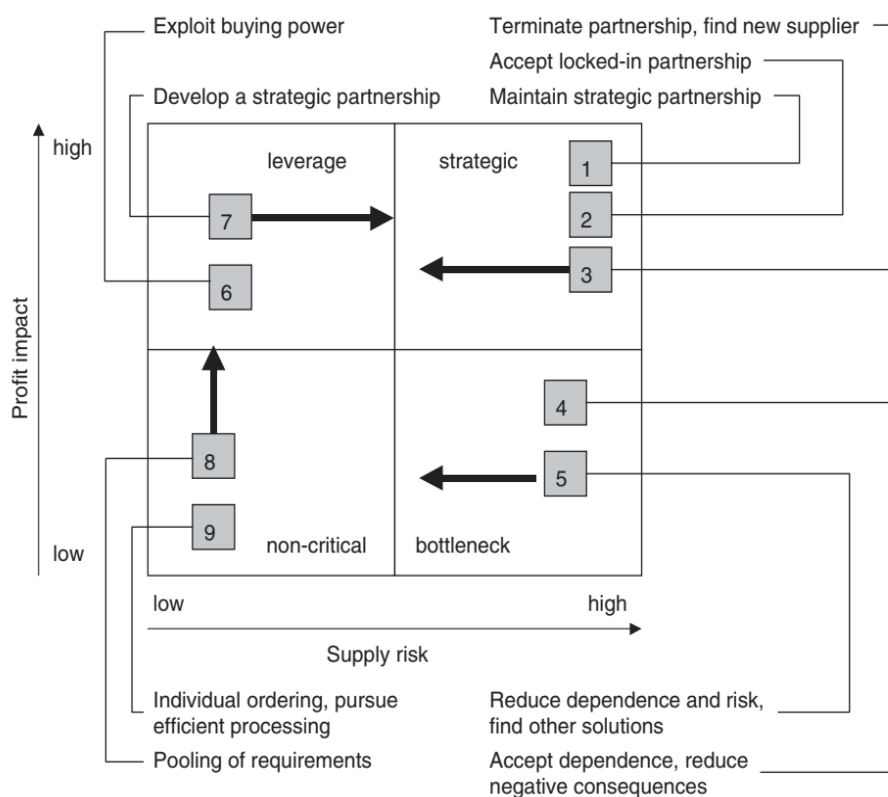 Exploit buying power
Terminate partnership, find new supplier
Accept locked-in partnership
Develop a strategic partnership
Maintain strategic partnership
high
leverage
strategic
1
7
2
6
3
Profit impact
4
8
5
9
low
non-critical
bottleneck
low
high
Supply risk
Individual ordering, pursue
efficient processing
Reduce dependence and risk,
find other solutions
Pooling of requirements
Accept dependence, reduce
negative consequences